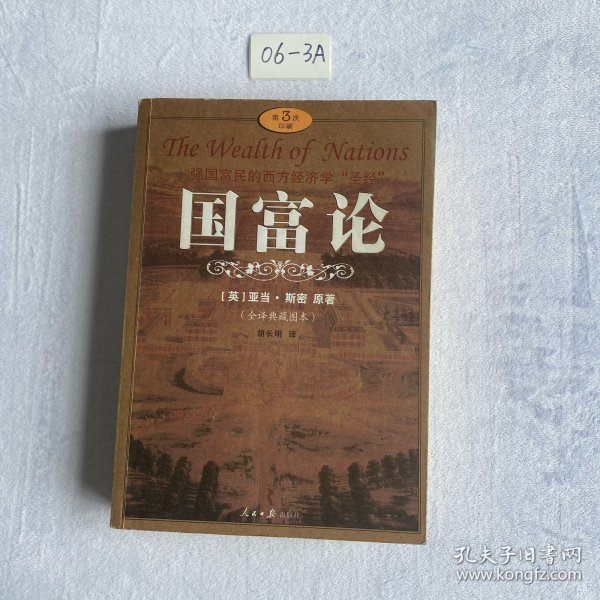 06-3A
第3次
印刷
The Wealth of Nations
强国富民的西方经济学“圣经”
国富论
[英]亚当·斯密 原著
(全译典藏图本)
胡长明 译
人民日报出版社
孔夫子旧书网
www.kongfz.com